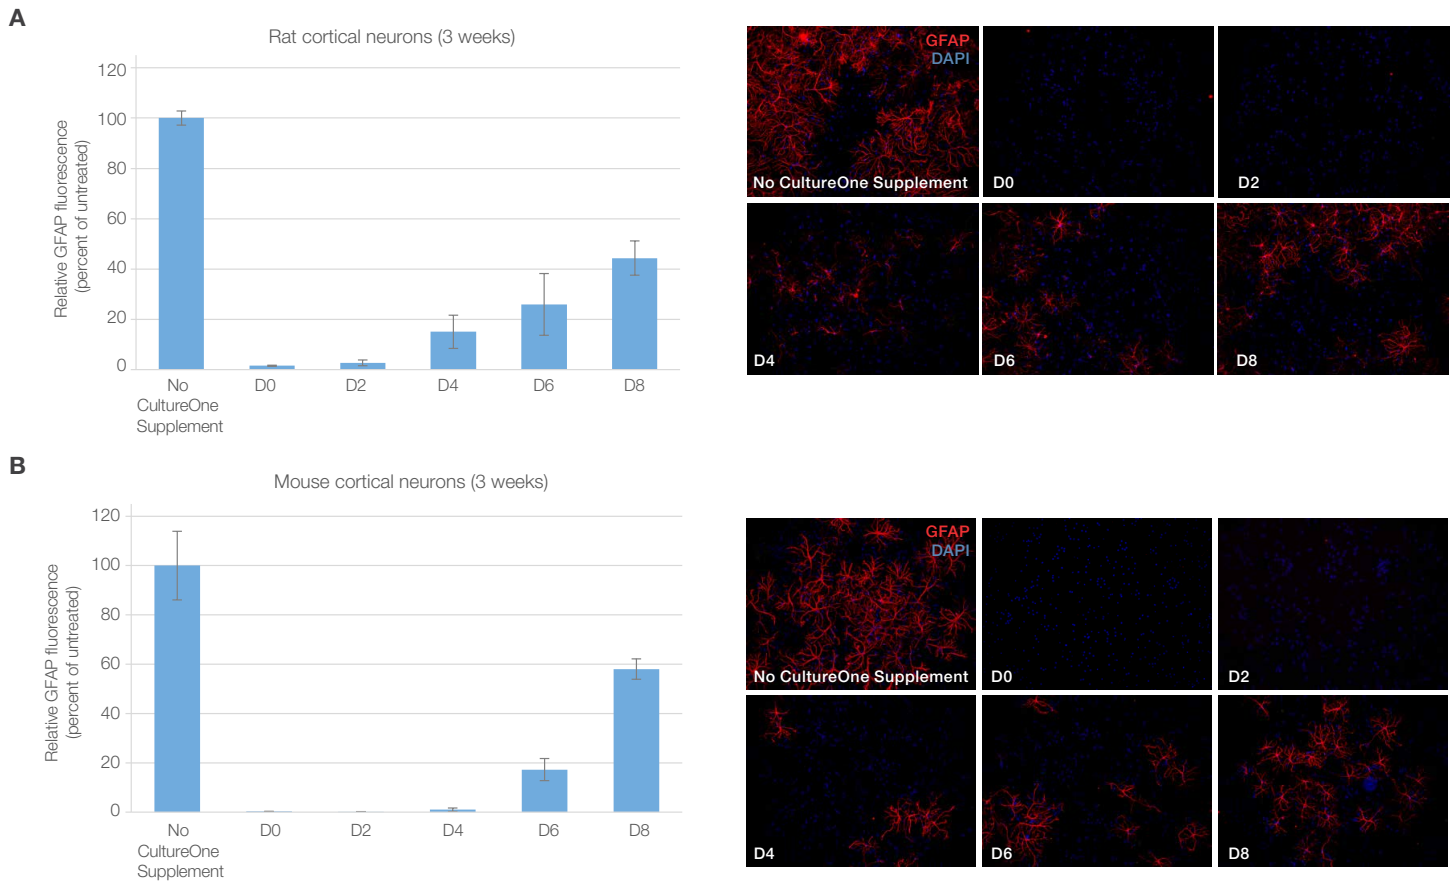 A
Rat cortical neurons (3 weeks)
Relative GFAP fluorescence
(percent of untreated)
120
100
80
60
40
20
0
No
CultureOne
Supplement
D0
D2
D4
D6
D8
GFAP
DAPI
No CultureOne Supplement
D0
D2
D4
D6
D8
B
Mouse cortical neurons (3 weeks)
Relative GFAP fluorescence
(percent of untreated)
120
100
80
60
40
20
0
No
CultureOne
Supplement
D0
D2
D4
D6
D8
GFAP
DAPI
No CultureOne Supplement
D0
D2
D4
D6
D8